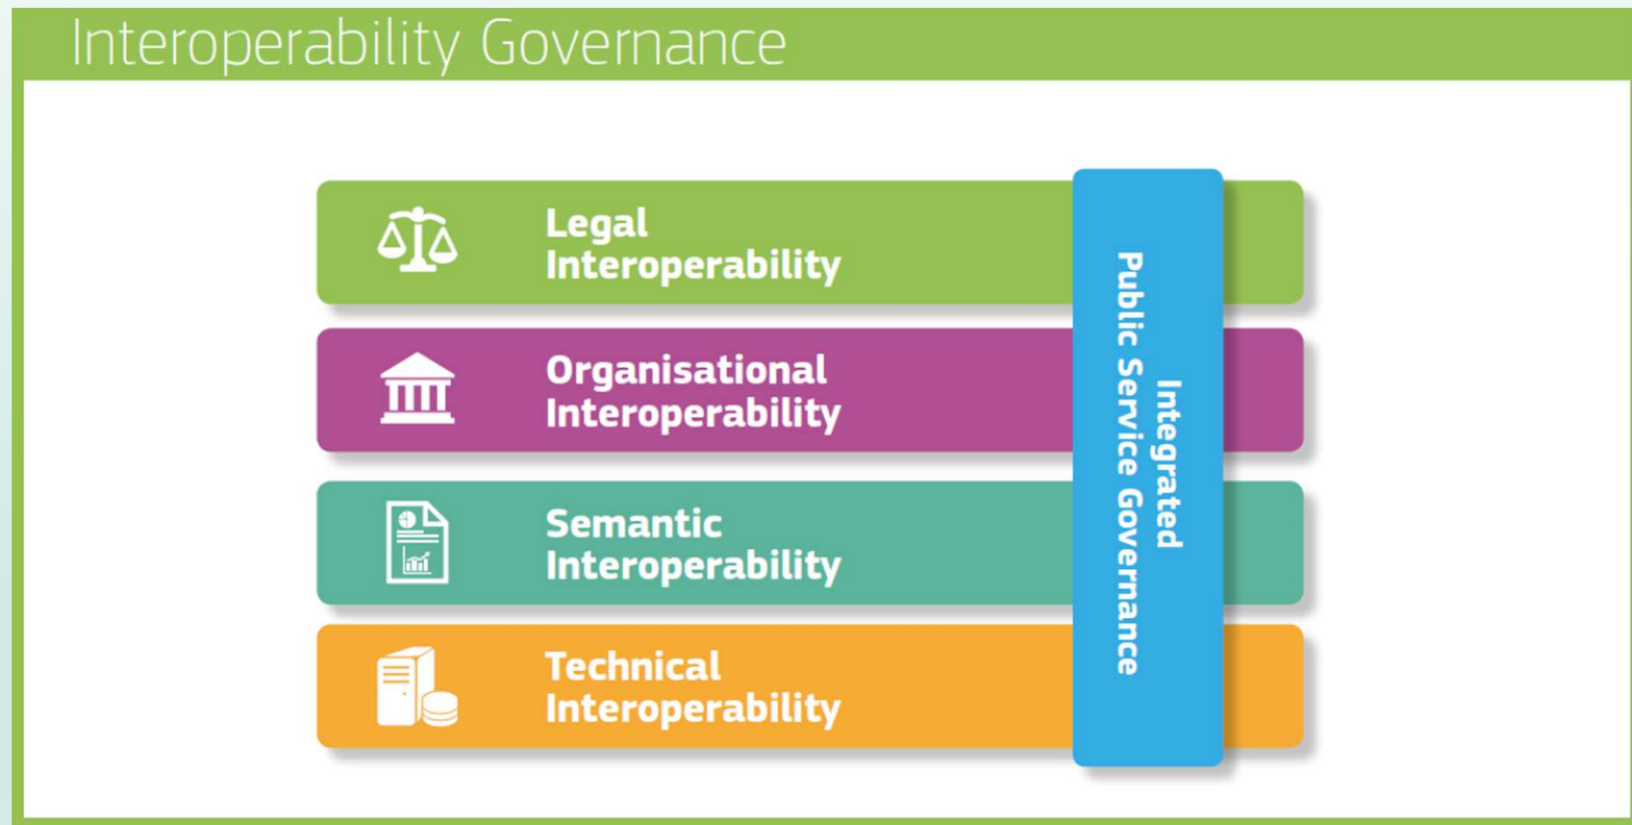 Interoperability Governance
Legal
Interoperability
Organisational
Interoperability
Semantic
Interoperability
Technical
Interoperability
Integrated
Public Service Governance